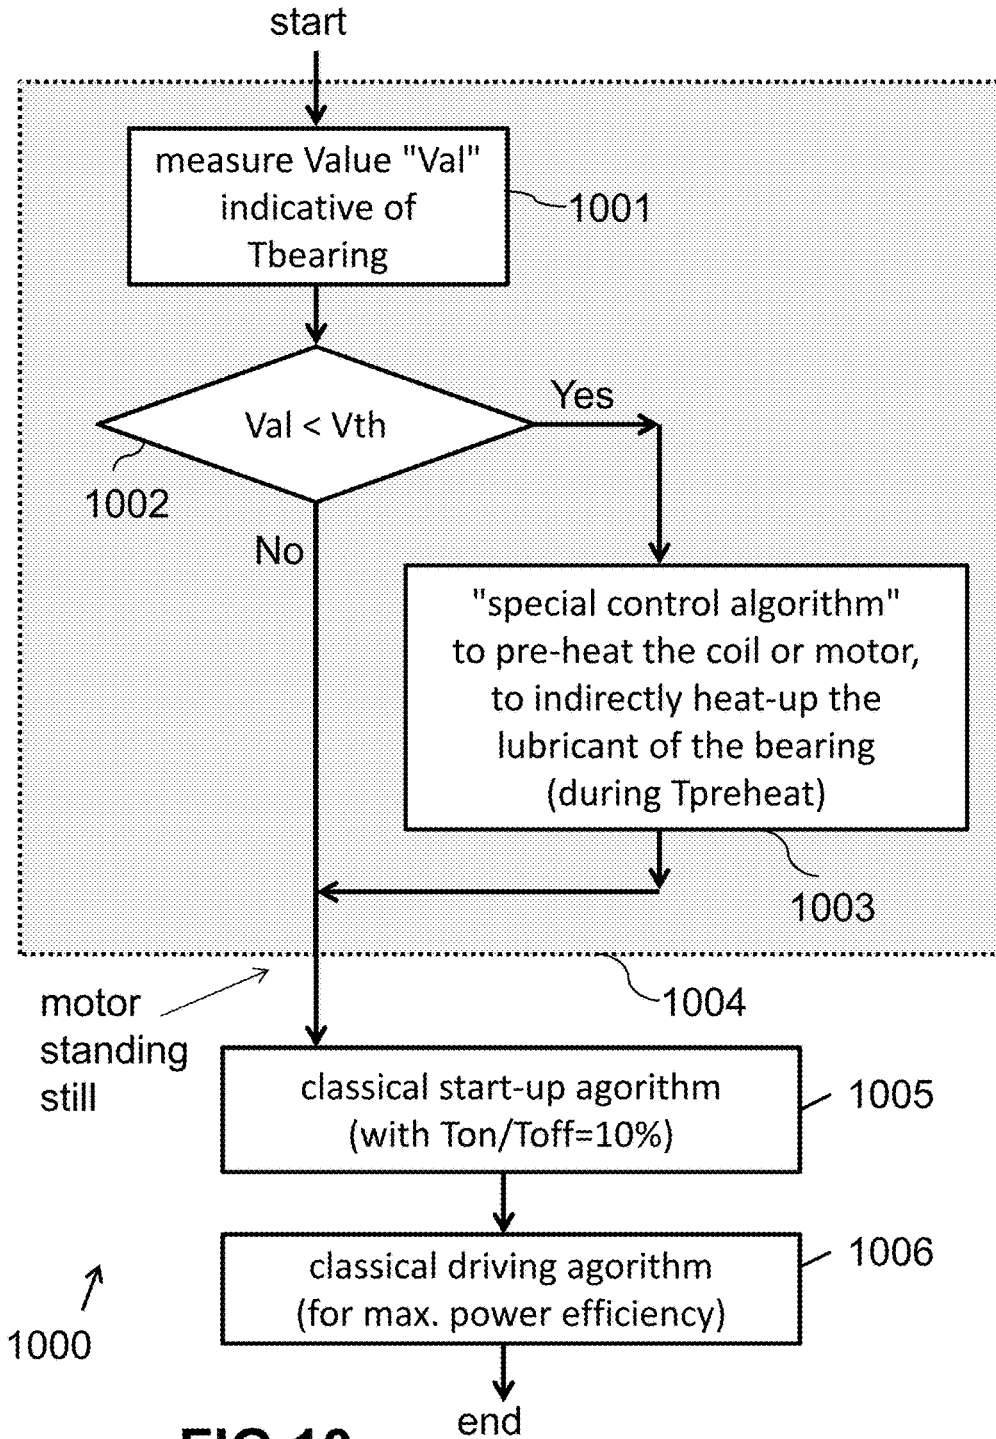 start
measure Value "Val"
indicative of
Tbearing
1001
Val < Vth
Yes
1002
No
"special control algorithm"
to pre-heat the coil or motor,
to indirectly heat-up the
lubricant of the bearing
(during Tpreheat)
1003
motor
standing
still
1004
classical start-up agorithm
(with Ton/Toff=10%)
1005
classical driving agorithm
(for max. power efficiency)
1006
1000
end